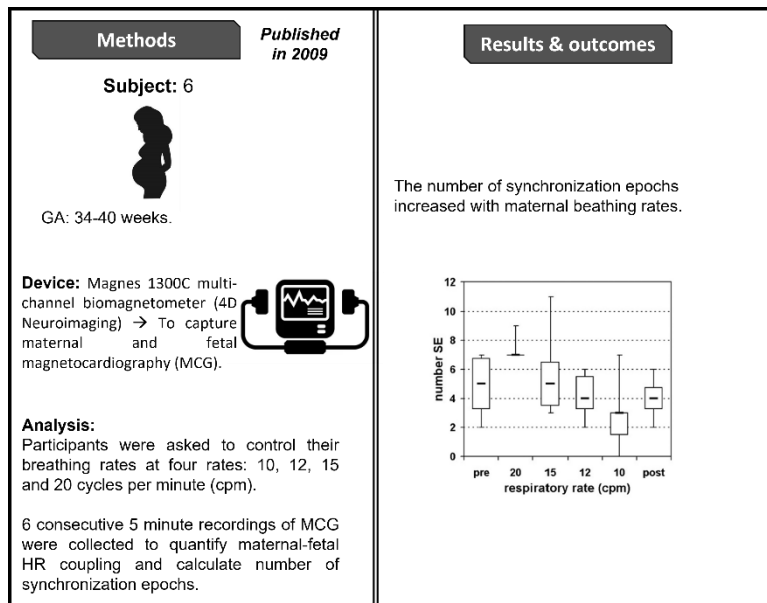 Methods
Published
in 2009
Subject: 6
GA: 34-40 weeks.
Device: Magnes 1300C multi-
channel biomagnetometer (4D
Neuroimaging) → To capture
maternal and fetal
magnetocardiography (MCG).
Analysis:
Participants were asked to control their
breathing rates at four rates: 10, 12, 15
and 20 cycles per minute (cpm).
6 consecutive 5 minute recordings of MCG
were collected to quantify maternal-fetal
HR coupling and calculate number of
synchronization epochs.
Results & outcomes
The number of synchronization epochs
increased with maternal beathing rates.
number SE
12
10
8
6
4
2
0
pre 20 15 12 10 post
respiratory rate (cpm)